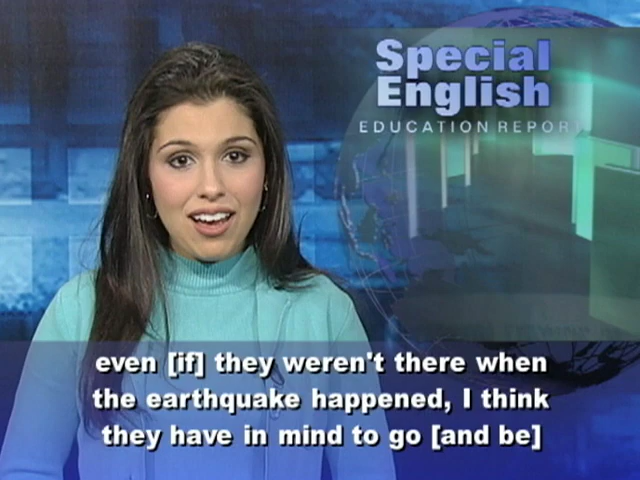 Special
English
EDUCATION REPORT
even [if] they weren't there when
the earthquake happened, I think
they have in mind to go [and be]